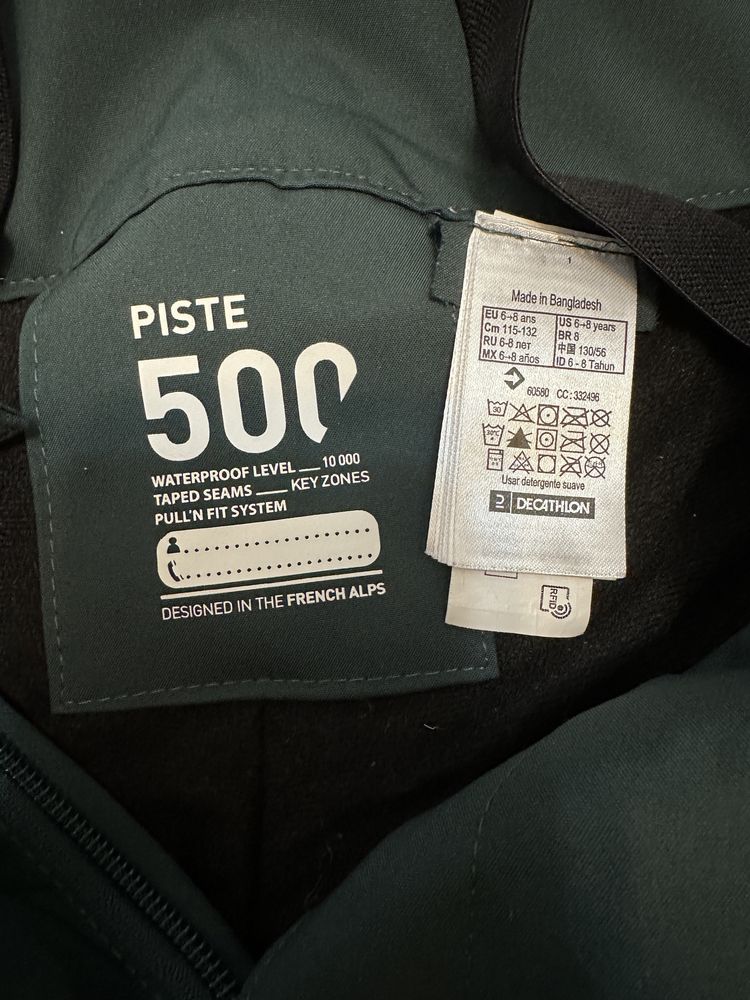 PISTE
500
WATERPROOF LEVEL 10 000
TAPED SEAMS KEY ZONES
PULL'N FIT SYSTEM
DESIGNED IN THE FRENCH ALPS
1
Made in Bangladesh
EU 6→8 ans
Cm 115-132
RU 6-8 лет
MX 6→8 años
US 6→8 years
BR 8
中国 130/56
ID 6 - 8 Tahun
60580 CC : 332496
30
30°C
Usar detergente suave
DECATHLON
RFID